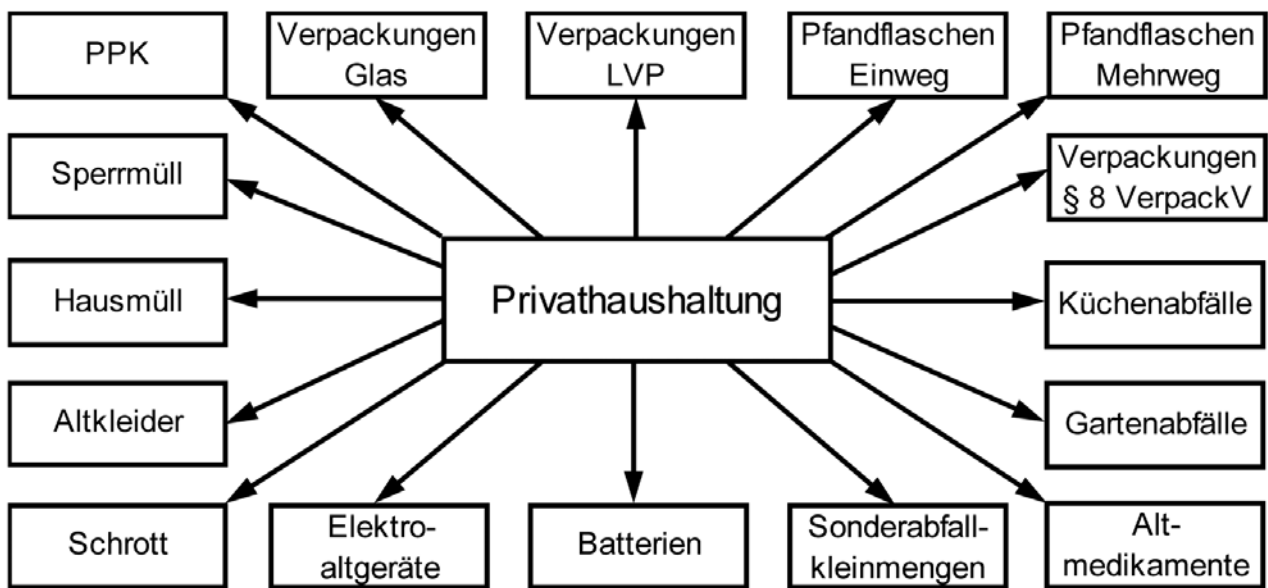 PPK
Verpackungen
Glas
Verpackungen
LVP
Pfandflaschen
Einweg
Pfandflaschen
Mehrweg
Sperrmüll
Verpackungen
§ 8 VerpackV
Hausmüll
Privathaushaltung
Küchenabfälle
Altkleider
Gartenabfälle
Schrott
Elektro-
altgeräte
Batterien
Sonderabfall-
kleinmengen
Alt-
medikamente